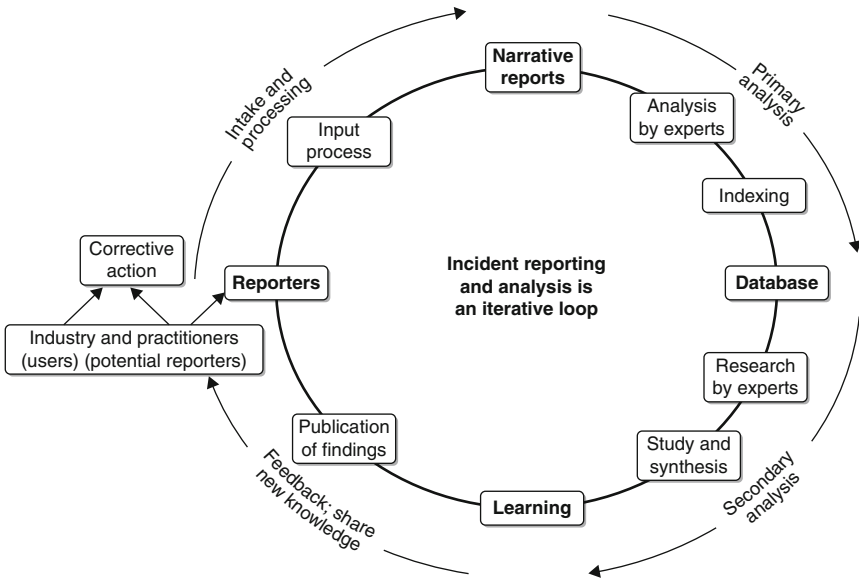 Narrative
reports
Intake and
processing
Primary
analysis
Analysis
by experts
Input
process
Indexing
Corrective
action
Reporters
Incident reporting
and analysis is
an iterative loop
Database
Industry and practitioners
(users) (potential reporters)
Research
by experts
Publication
of findings
Study and
synthesis
Feedback; share
new knowledge
Learning
Secondary
analysis